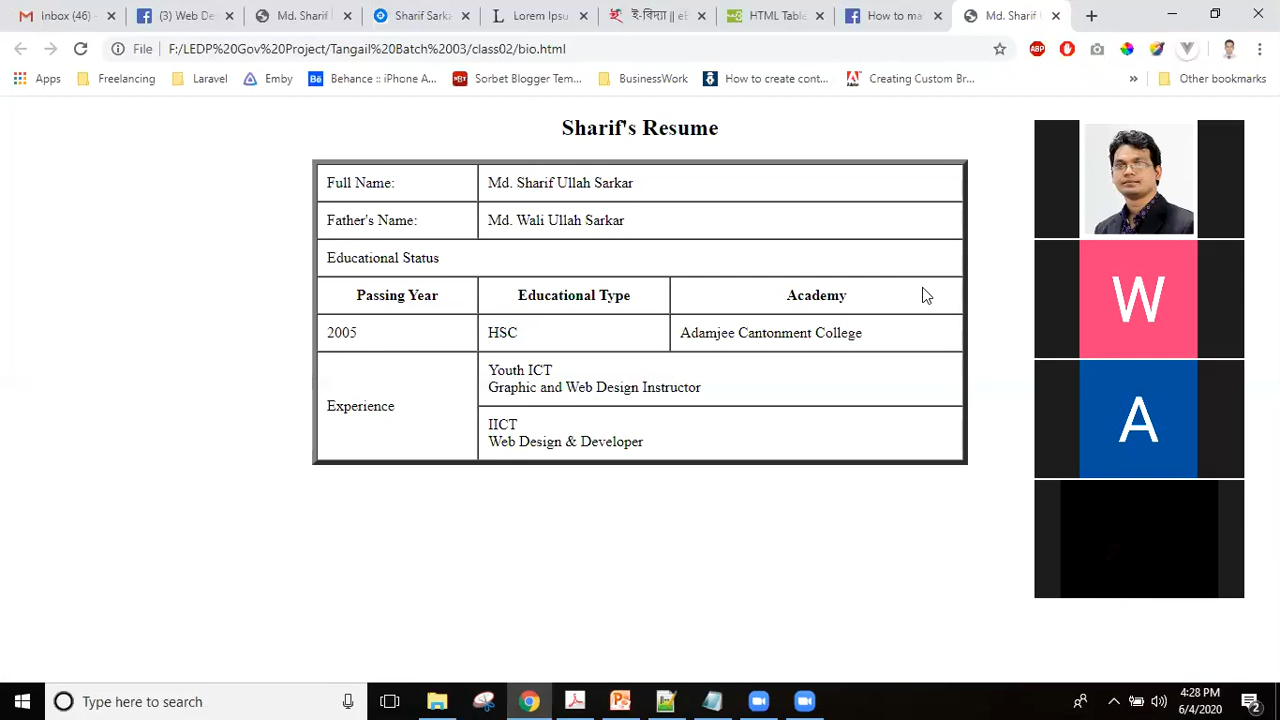 Inbox (46)
(3) Web De
Md.Sharif
Sharif Sarka
Lorem Ipsu
ই-বিদ্যা || eB
HTML Table
How to ma
Md. Sharif
File
F:/LEDP%20Gov%20Project/Tangail%20Batch%2003/class02/bio.html
ABP
Apps
Freelancing
Laravel
Emby
Behance :: iPhone A...
Sorbet Blogger Tem...
BusinessWork
How to create cont...
Creating Custom Br...
»
Other bookmarks
Sharif's Resume
Full Name: Md. Sharif Ullah Sarkar
Father's Name: Md. Wali Ullah Sarkar
Educational Status
Passing Year Educational Type Academy
2005 HSC Adamjee Cantonment College
Experience
Youth ICT
Graphic and Web Design Instructor
IICT
Web Design & Developer
W
A
Type here to search
4:28 PM
6/4/2020
2